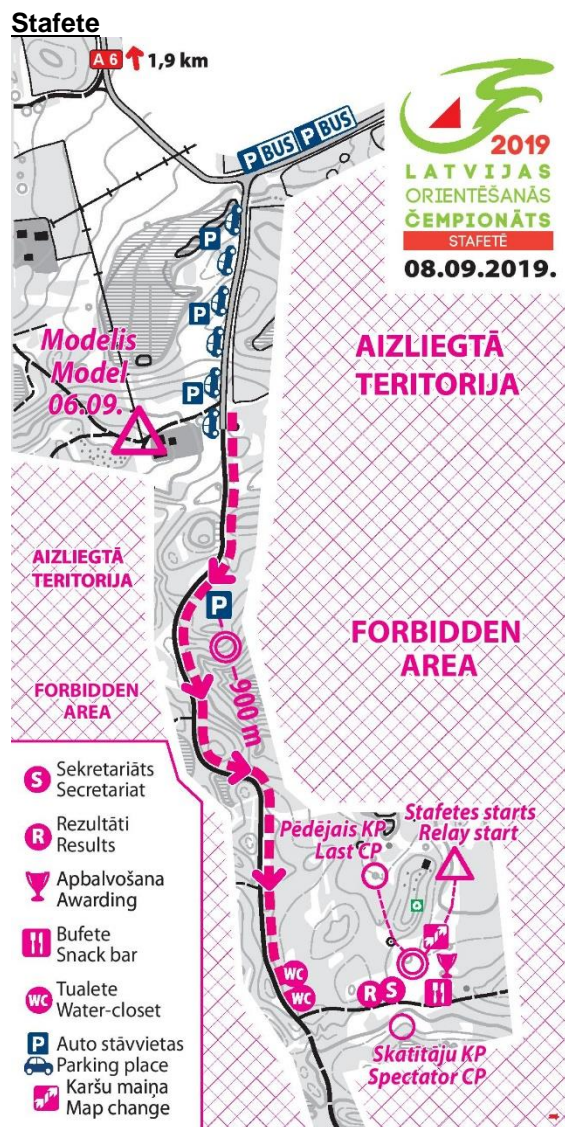 Stafete
A6 1,9 km
P BUS P BUS
2019
LATVIJAS
ORIENTĒŠANĀS
ČEMPIONĀTS
STAFETĒ
08.09.2019.
P
P
P
Modelis
Model
06.09.
AIZLIEGTĀ
TERITORIJA
AIZLIEGTĀ
TERITORIJA
P
~900 m
FORBIDDEN
AREA
FORBIDDEN
AREA
S Sekretariāts
Secretariat
R Rezultāti
Results
Apbalvošana
Awarding
Bufete
Snack bar
WC Tualete
Water-closet
P Auto stāvvietas
Parking place
Karšu maiņa
Map change
Stafetes starts
Relay start
Pēdējais KP
Last CP
WC
WC
R S
Skatītāju KP
Spectator CP